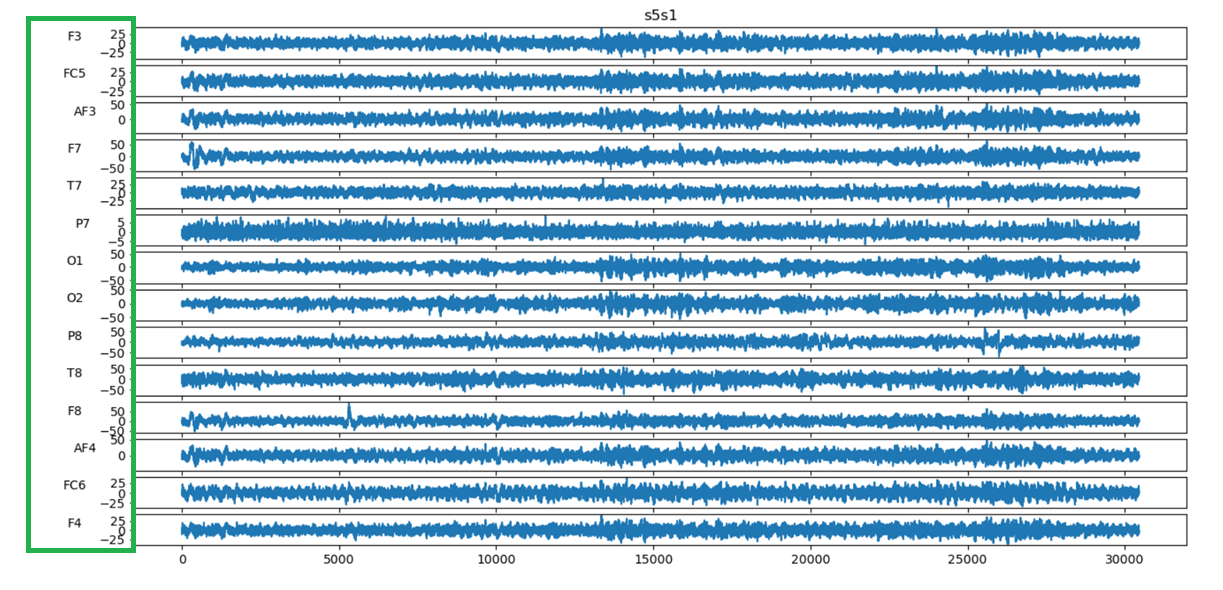 s5s1
F3 25 0 −25
FC5 25 0 −25
AF3 50 0
F7 50 0 −50
T7 25 0 −25
P7 5 0 −5
O1 50 0 −50
O2 50 0 −50
P8 50 0 −50
T8 50 0 −50
F8 50 0 −50
AF4 50 0
FC6 25 0 −25
F4 25 0 −25
0 5000 10000 15000 20000 25000 30000